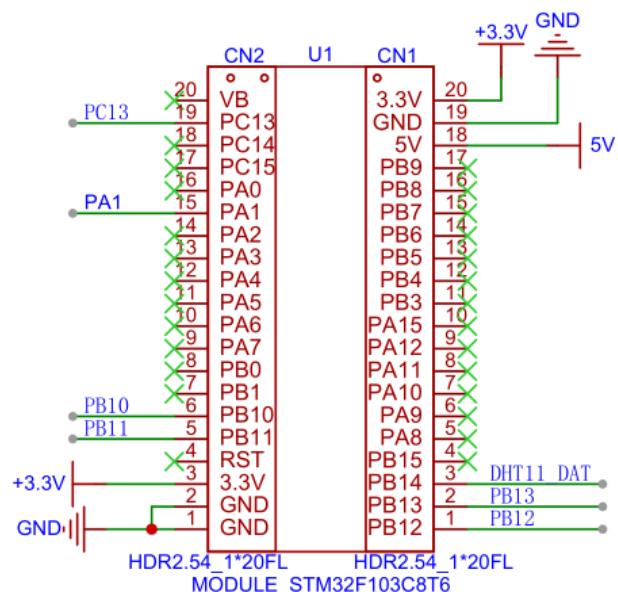 +3.3V
GND
CN2 U1 CN1
20 VB 3.3V 20
PC13 19 PC13 GND 19
18 PC14 5V 18 5V
17 PC15 PB9 17
16 PA0 PB8 16
PA1 15 PA1 PB7 15
14 PA2 PB6 14
13 PA3 PB5 13
12 PA4 PB4 12
11 PA5 PB3 11
10 PA6 PA15 10
9 PA7 PA12 9
8 PB0 PA11 8
7 PB1 PA10 7
PB10 6 PB10 PA9 6
PB11 5 PB11 PA8 5
4 RST PB15 4
+3.3V 3 3.3V PB14 3 DHT11_DAT
2 GND PB13 2 PB13
GND 1 GND PB12 1 PB12
HDR2.54_1*20FL HDR2.54_1*20FL
MODULE_STM32F103C8T6